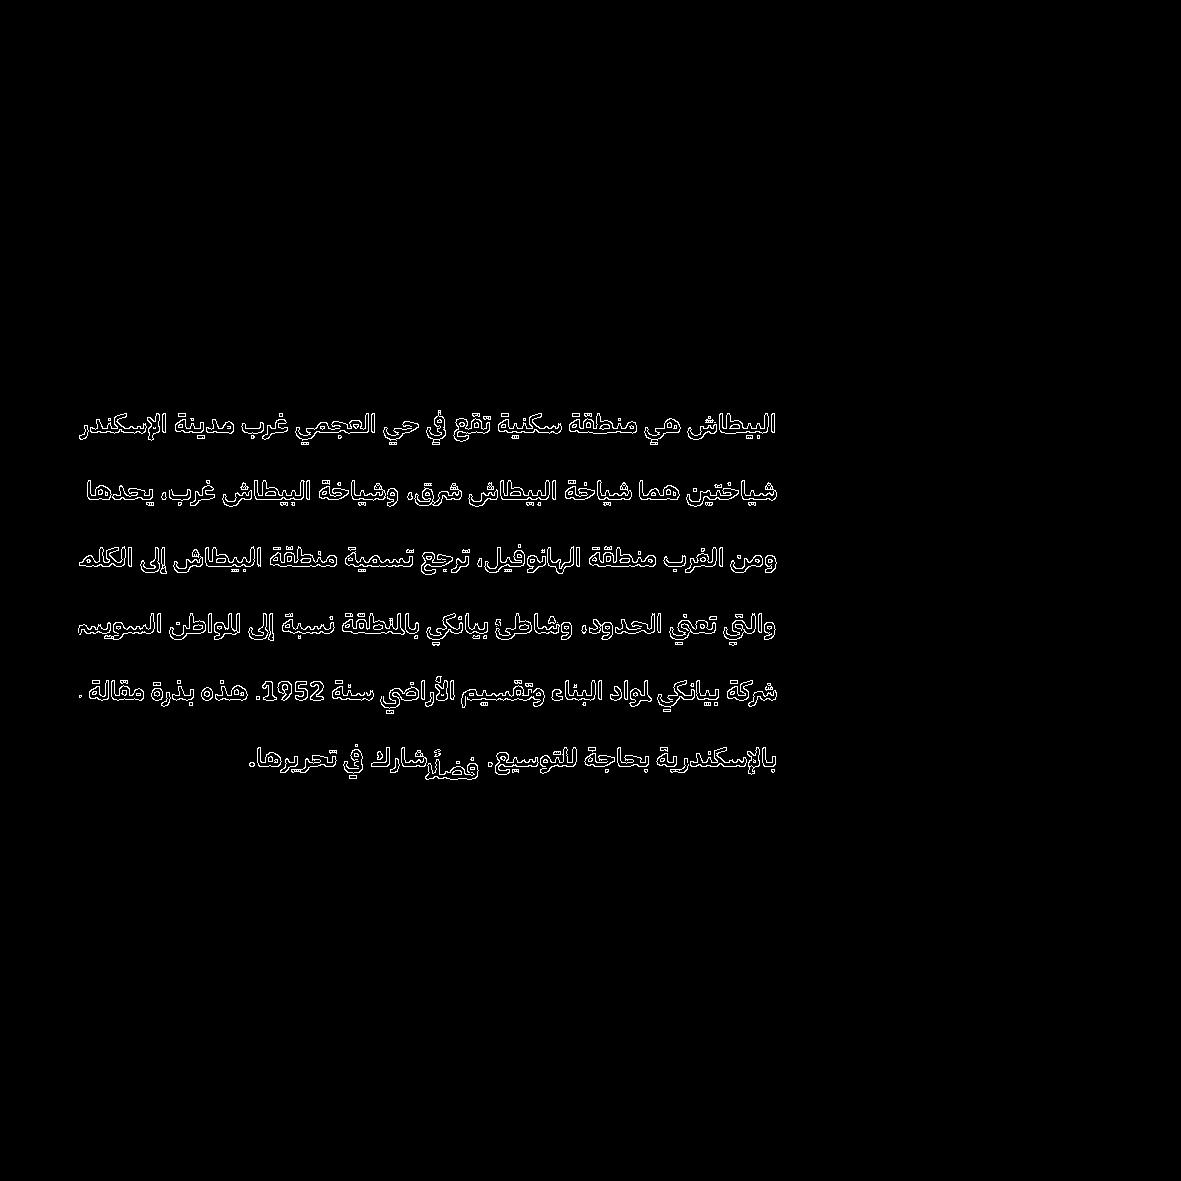 البيطاش هي منطقة سكنية تقع في حي العجمي غرب مدينة الإسكندر
شياختين هما شياخة البيطاش شرق، وشياخة البيطاش غرب، يحدها
ومن الغرب منطقة الهانوفيل، ترجع تسمية منطقة البيطاش إلى الكلم
والتي تعني الحدود، وشاطئ بيانكي بالمنطقة نسبة إلى المواطن السويس
شركة بيانكي لمواد البناء وتقسيم الأراضي سنة 1952. هذه بذرة مقالة
بالإسكندرية بحاجة للتوسيع. فضلًا شارك في تحريرها.